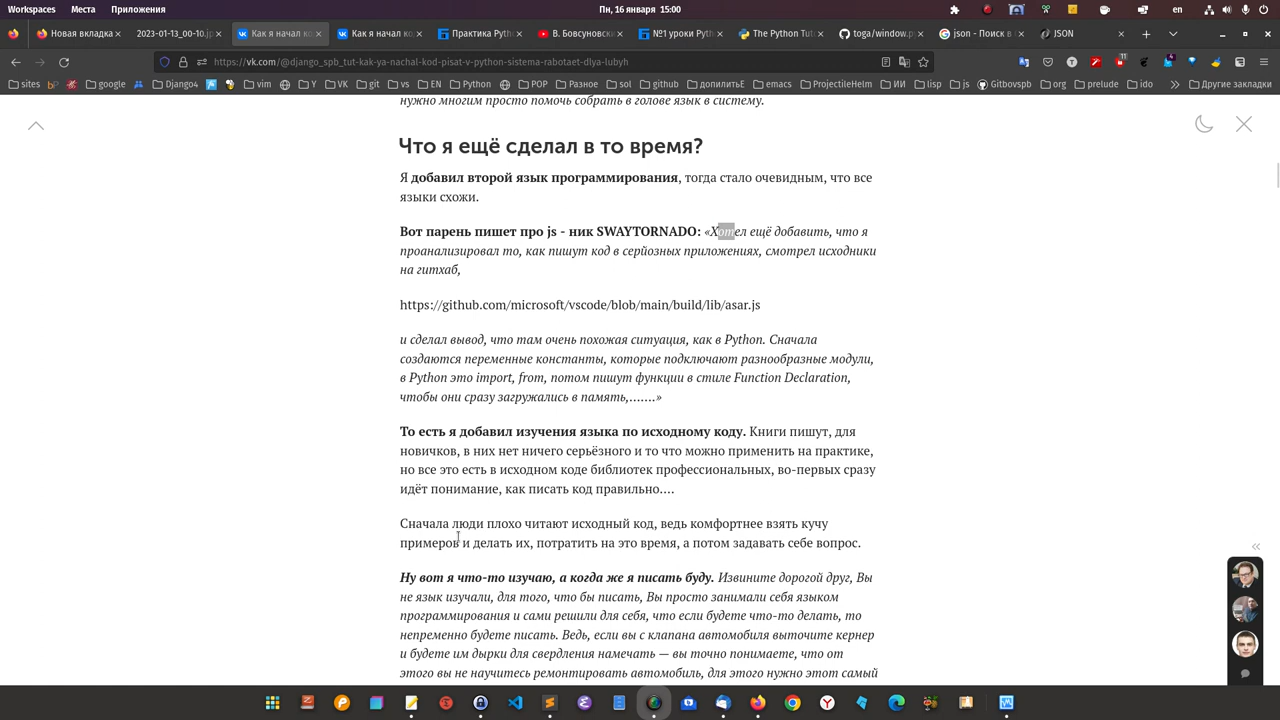 Workspaces Места Приложения Пн, 16 января 15:00 en
Новая вкладка 2023-01-13_00-10.jp Как я начал ко Как я начал ко Практика Pyth В. Бовсуновски №1 уроки Pyth The Python Tut toga/window.p json - Поиск в JSON
https://vk.com/@django_spb_tut-kak-ya-nachal-kod-pisat-v-python-sistema-rabotaet-dlya-lubyh 11
sites google Django4 Y VK git vs EN Python POP Разное sol github допилитьЕ emacs ProjectileHelm ИИ lisp js Gitbovspb org prelude ido Другие закладки
нужно многим просто помочь собрать в голове язык в систему.
Что я ещё сделал в то время?
Я добавил второй язык программирования, тогда стало очевидным, что все
языки схожи.
Вот парень пишет про js - ник SWAYTORNADO: «Хотел ещё добавить, что я
проанализировал то, как пишут код в серйозных приложениях, смотрел исходники
на гитхаб,
https://github.com/microsoft/vscode/blob/main/build/lib/asar.js
и сделал вывод, что там очень похожая ситуация, как в Python. Сначала
создаются переменные константы, которые подключают разнообразные модули,
в Python это import, from, потом пишут функции в стиле Function Declaration,
чтобы они сразу загружались в память,…….»
То есть я добавил изучения языка по исходному коду. Книги пишут, для
новичков, в них нет ничего серьёзного и то что можно применить на практике,
но все это есть в исходном коде библиотек профессиональных, во-первых сразу
идёт понимание, как писать код правильно….
Сначала люди плохо читают исходный код, ведь комфортнее взять кучу
примеров и делать их, потратить на это время, а потом задавать себе вопрос.
Ну вот я что-то изучаю, а когда же я писать буду. Извините дорогой друг, Вы
не язык изучали, для того, что бы писать, Вы просто занимали себя языком
программирования и сами решили для себя, что если будете что-то делать, то
непременно будете писать. Ведь, если вы с клапана автомобиля выточите кернер
и будете им дырки для свердления намечать — вы точно понимаете, что от
этого вы не научитесь ремонтировать автомобиль, для этого нужно этот самый